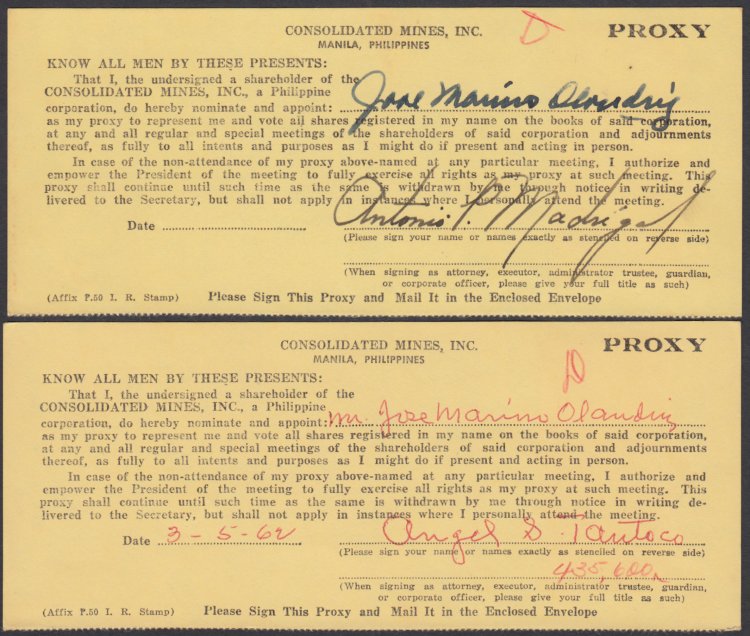 CONSOLIDATED MINES, INC.
PROXY
MANILA, PHILIPPINES
D
KNOW ALL MEN BY THESE PRESENTS:
That I, the undersigned a shareholder of the
CONSOLIDATED MINES, INC., a Philippine
corporation, do hereby nominate and appoint: Jose Marino Olondriz
as my proxy to represent me and vote all shares registered in my name on the books of said corporation,
at any and all regular and special meetings of the shareholders of said corporation and adjournments
thereof, as fully to all intents and purposes as I might do if present and acting in person.
In case of the non-attendance of my proxy above-named at any particular meeting, I authorize and
empower the President of the meeting to fully exercise all rights as my proxy at such meeting. This
proxy shall continue until such time as the same is withdrawn by me through notice in writing de-
livered to the Secretary, but shall not apply in instances where I personally attend the meeting.
Antonio P. Madrigal
Date
(Please sign your name or names exactly as stenciled on reverse side)
(When signing as attorney, executor, administrator trustee, guardian,
or corporate officer, please give your full title as such)
(Affix P.50 I. R. Stamp) Please Sign This Proxy and Mail It in the Enclosed Envelope
CONSOLIDATED MINES, INC.
PROXY
MANILA, PHILIPPINES
D
KNOW ALL MEN BY THESE PRESENTS:
That I, the undersigned a shareholder of the
CONSOLIDATED MINES, INC., a Philippine
corporation, do hereby nominate and appoint: Mr. Jose Marino Olandriz
as my proxy to represent me and vote all shares registered in my name on the books of said corporation,
at any and all regular and special meetings of the shareholders of said corporation and adjournments
thereof, as fully to all intents and purposes as I might do if present and acting in person.
In case of the non-attendance of my proxy above-named at any particular meeting, I authorize and
empower the President of the meeting to fully exercise all rights as my proxy at such meeting. This
proxy shall continue until such time as the same is withdrawn by me through notice in writing de-
livered to the Secretary, but shall not apply in instances where I personally attend the meeting.
Date 3-5-62 Angel S. Tantoco
(Please sign your name or names exactly as stenciled on reverse side)
435,600
(When signing as attorney, executor, administrator trustee, guardian,
or corporate officer, please give your full title as such)
(Affix P.50 I. R. Stamp) Please Sign This Proxy and Mail It in the Enclosed Envelope